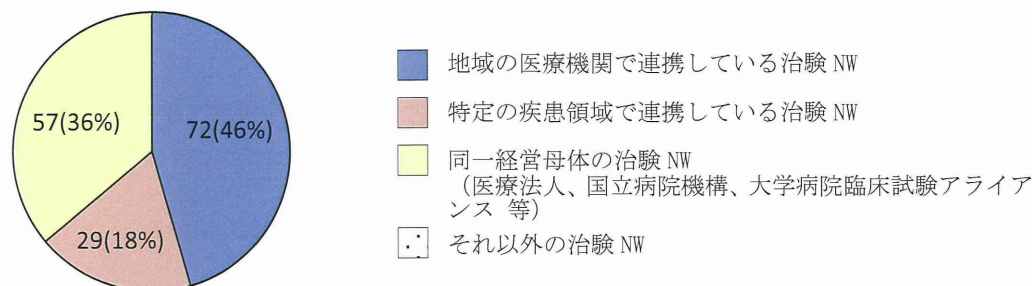 57(36%)
72(46%)
29(18%)
地域の医療機関で連携している治験 NW
特定の疾患領域で連携している治験 NW
同一経営母体の治験 NW
（医療法人、国立病院機構、大学病院臨床試験アライア
ンス 等）
それ以外の治験 NW